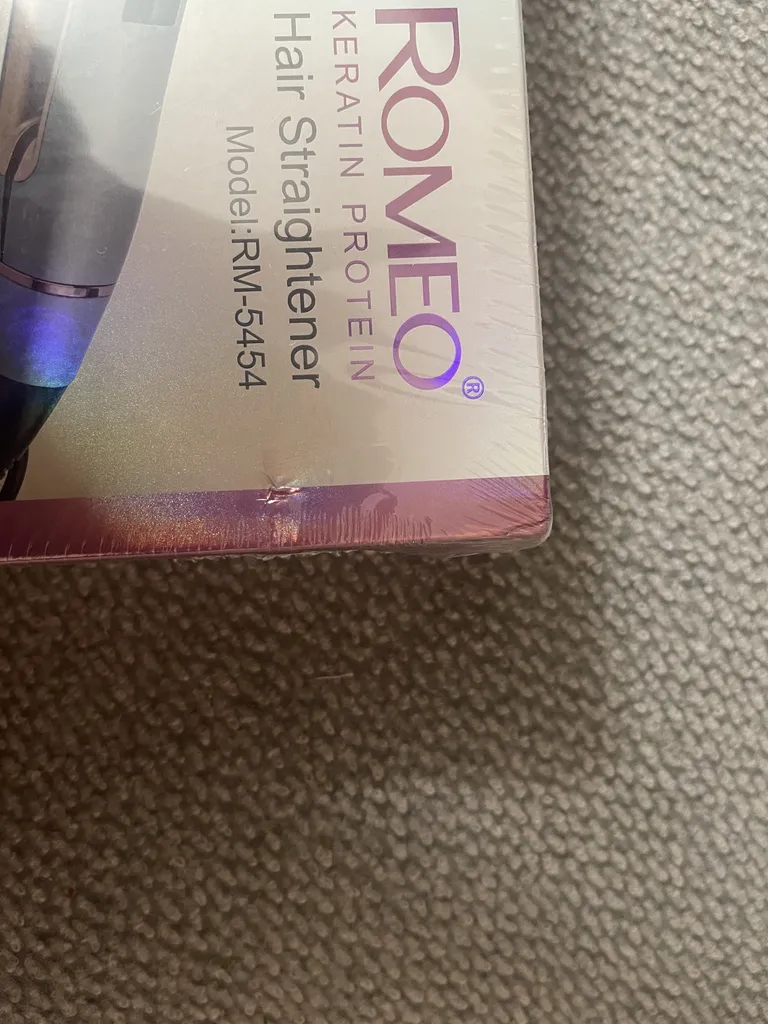 ROMEO®
KERATIN PROTEIN
Hair Straightener
Model:RM-5454